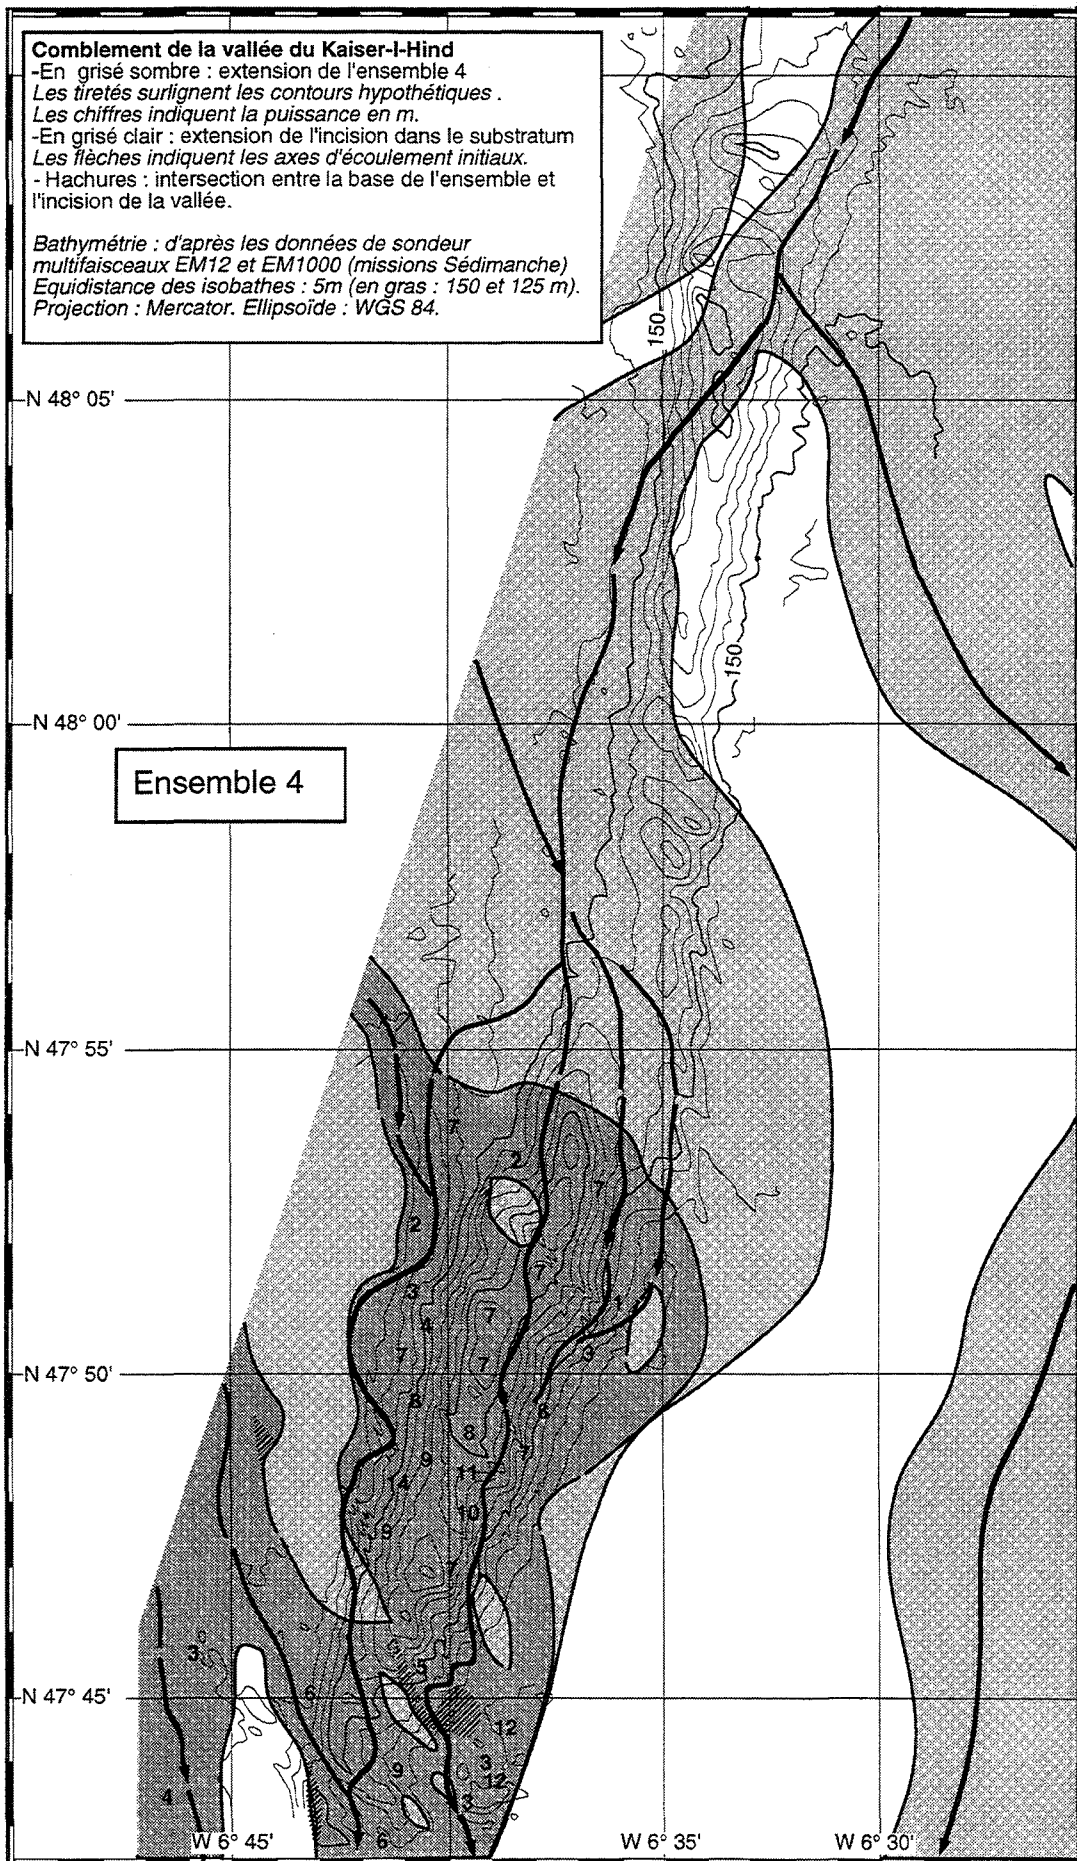 Comblement de la vallée du Kaiser-I-Hind
-En grisé sombre : extension de l'ensemble 4
Les tiretés surlignent les contours hypothétiques .
Les chiffres indiquent la puissance en m.
-En grisé clair : extension de l'incision dans le substratum
Les flèches indiquent les axes d'écoulement initiaux.
- Hachures : intersection entre la base de l'ensemble et
l'incision de la vallée.
Bathymétrie : d'après les données de sondeur
multifaisceaux EM12 et EM1000 (missions Sédimanche)
Equidistance des isobathes : 5m (en gras : 150 et 125 m).
Projection : Mercator. Ellipsoïde : WGS 84.
150
N 48° 05'
150
N 48° 00'
Ensemble 4
N 47° 55'
7
2
7
2
7
3
1
7
4
3
7
7
N 47° 50'
8
8
8
7
9
11
14
10
9
7
3
5
N 47° 45'
6
12
3
9
12
3
4
6
W 6° 45'
W 6° 35'
W 6° 30'